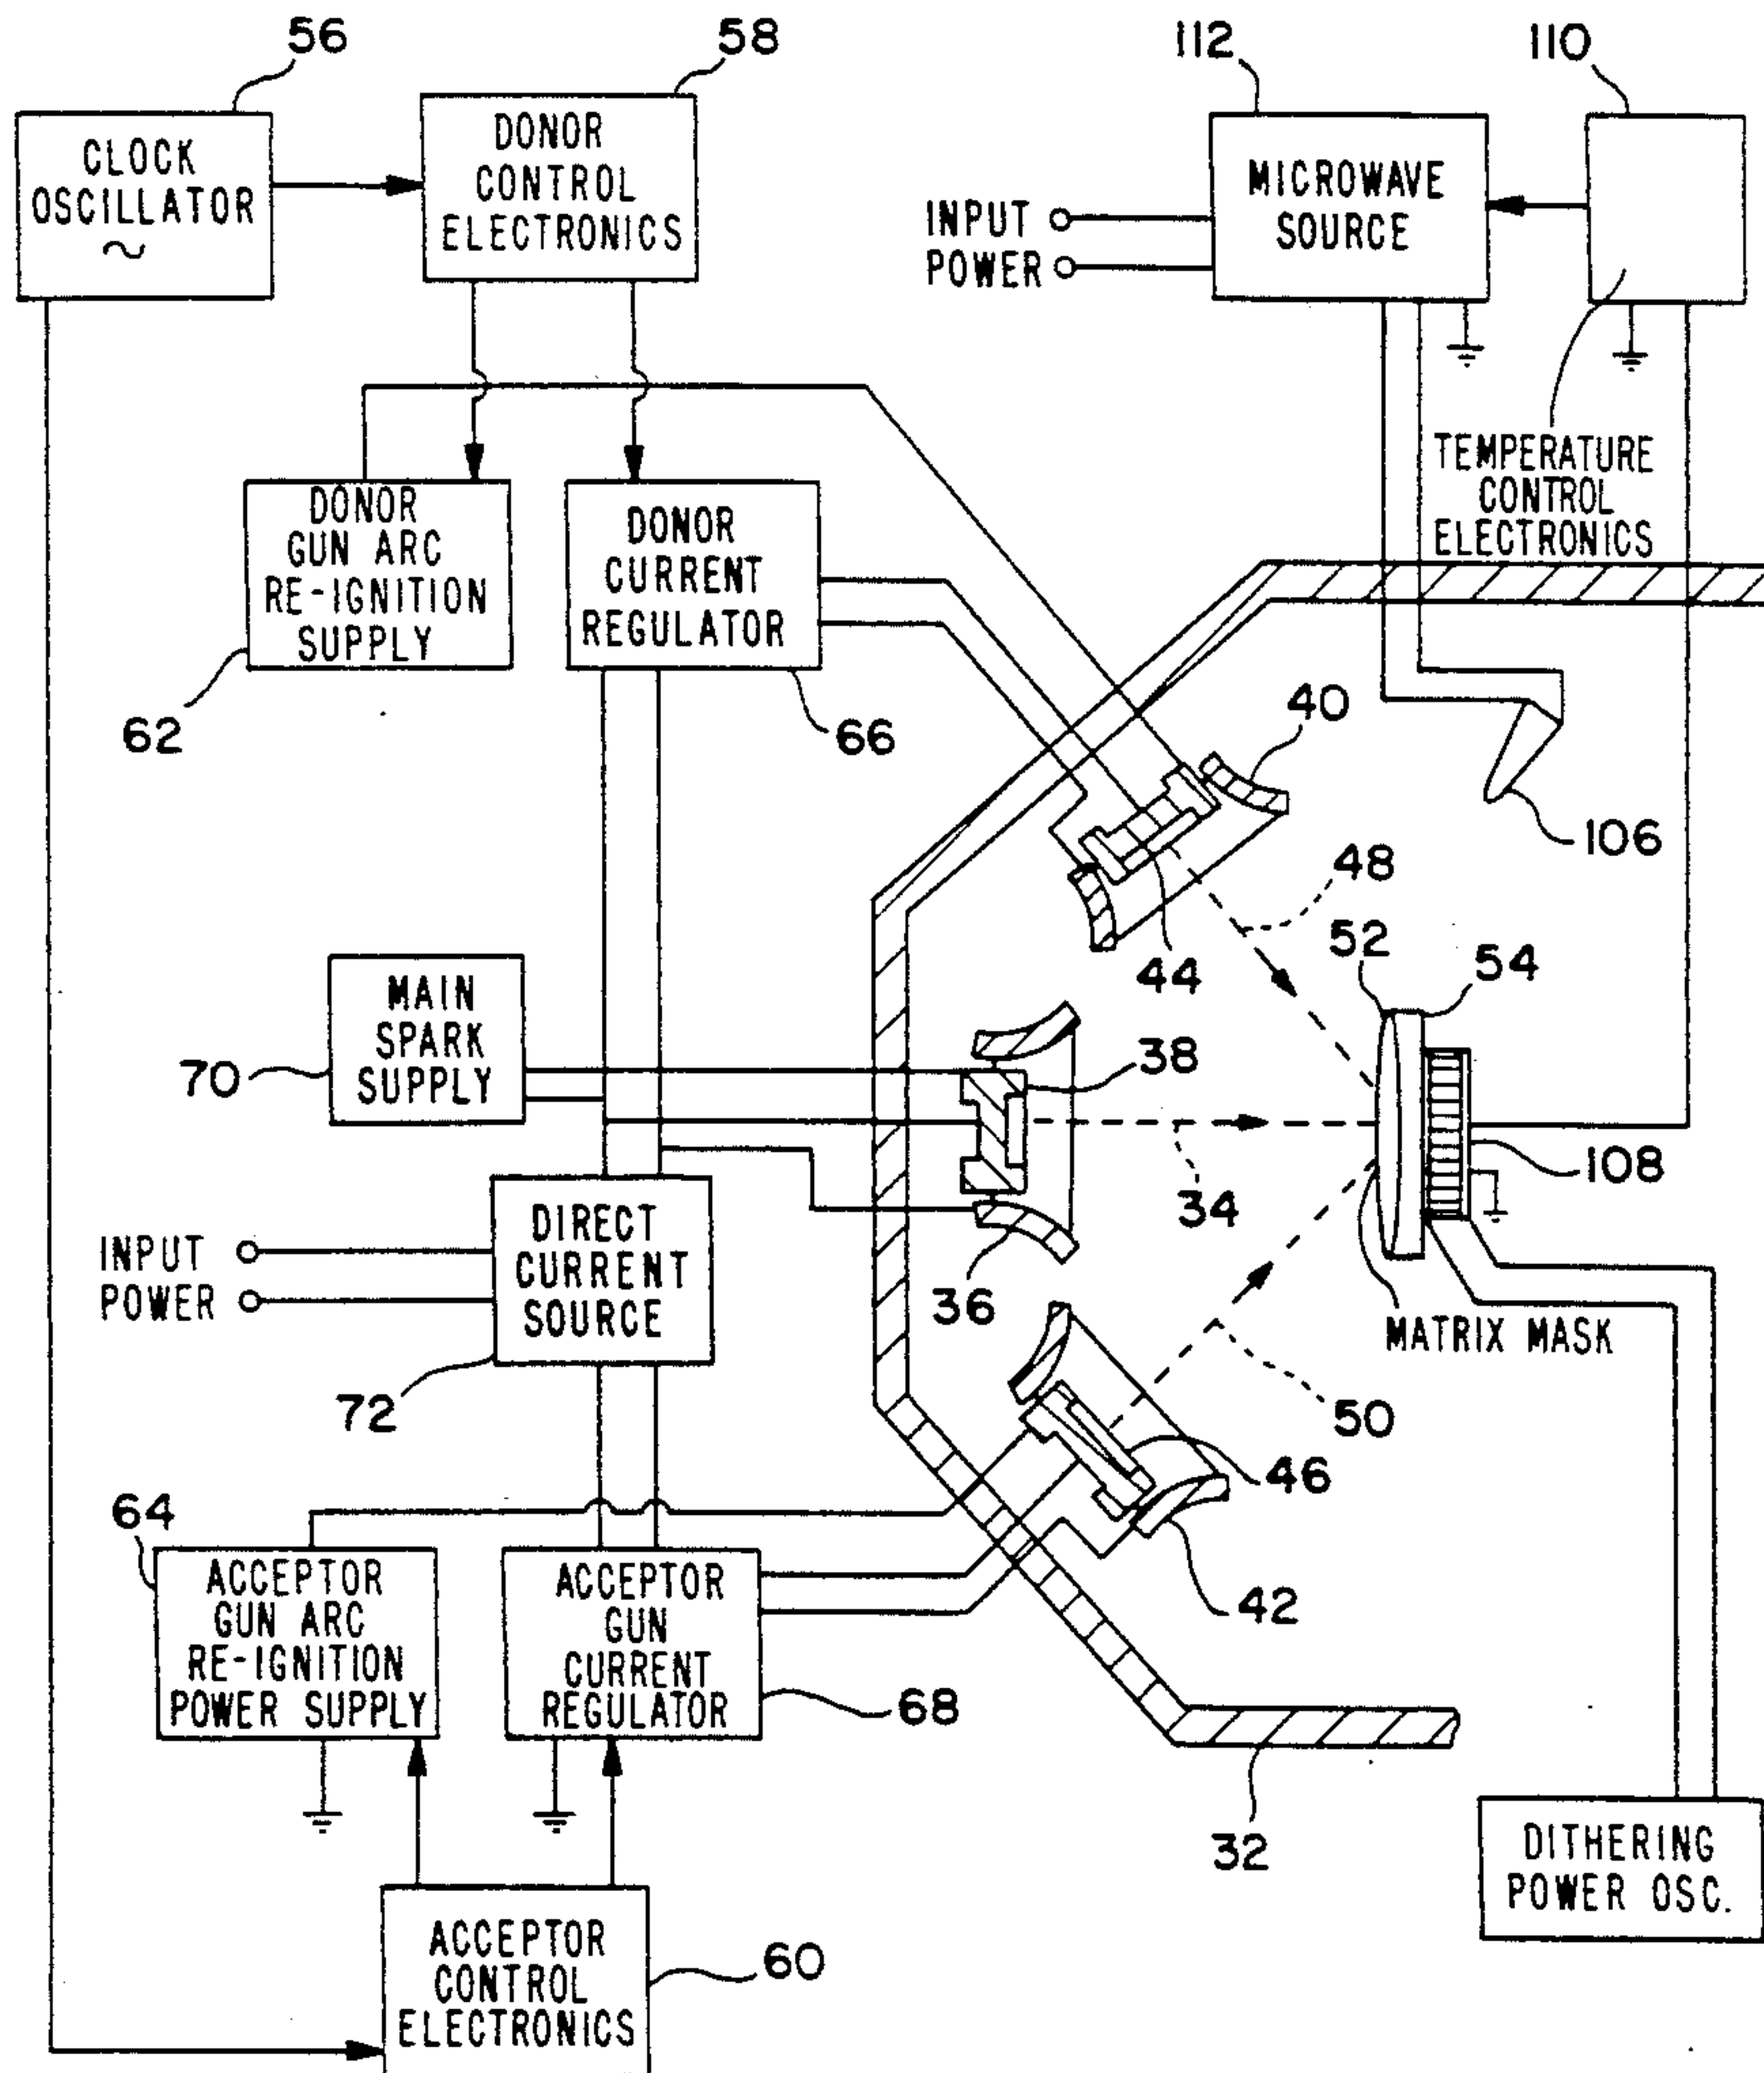 56
58
112
110
CLOCK
OSCILLATOR
~
DONOR
CONTROL
ELECTRONICS
MICROWAVE
SOURCE
INPUT
POWER
TEMPERATURE
CONTROL
ELECTRONICS
DONOR
GUN ARC
RE-IGNITION
SUPPLY
DONOR
CURRENT
REGULATOR
62
66
40
106
48
44
52
54
MAIN
SPARK
SUPPLY
70
38
34
108
36
DIRECT
CURRENT
SOURCE
INPUT
POWER
72
MATRIX MASK
50
46
42
64
ACCEPTOR
GUN ARC
RE-IGNITION
POWER SUPPLY
ACCEPTOR
GUN
CURRENT
REGULATOR
68
32
DITHERING
POWER OSC.
ACCEPTOR
CONTROL
ELECTRONICS
60